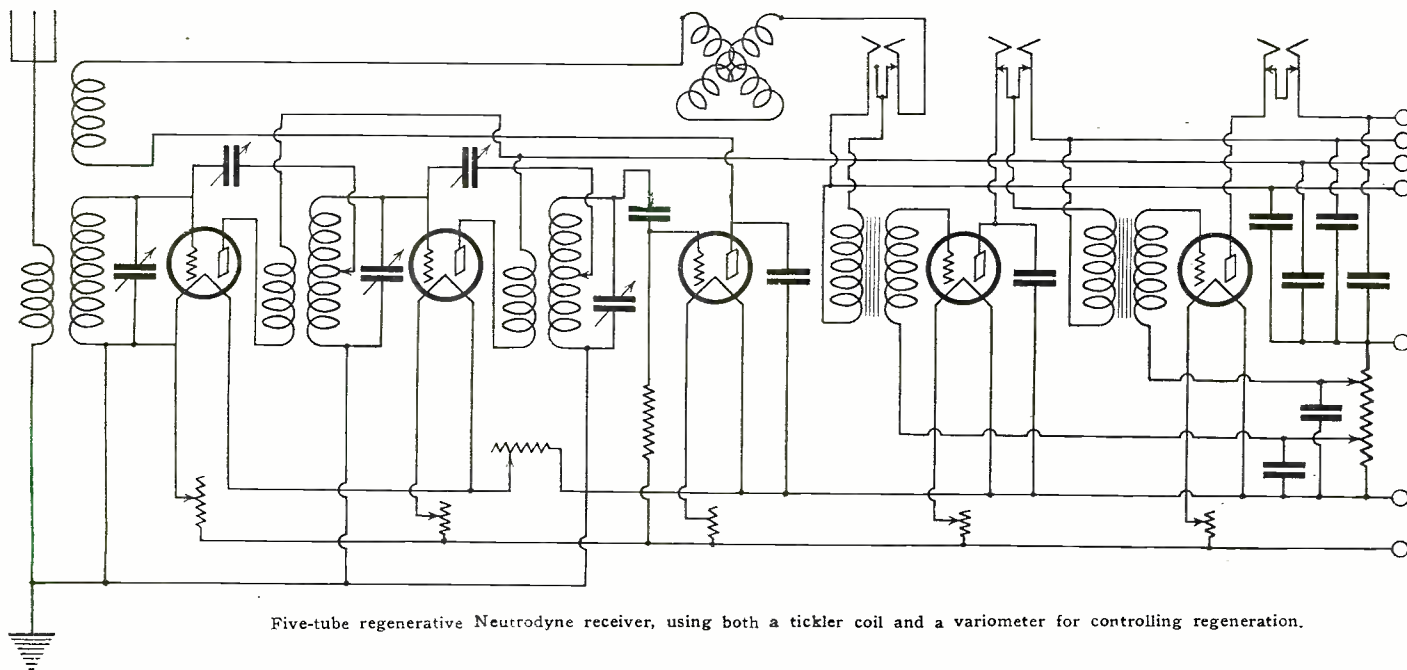 Five-tube regenerative Neutrodyne receiver, using both a tickler coil and a variometer for controlling regeneration.